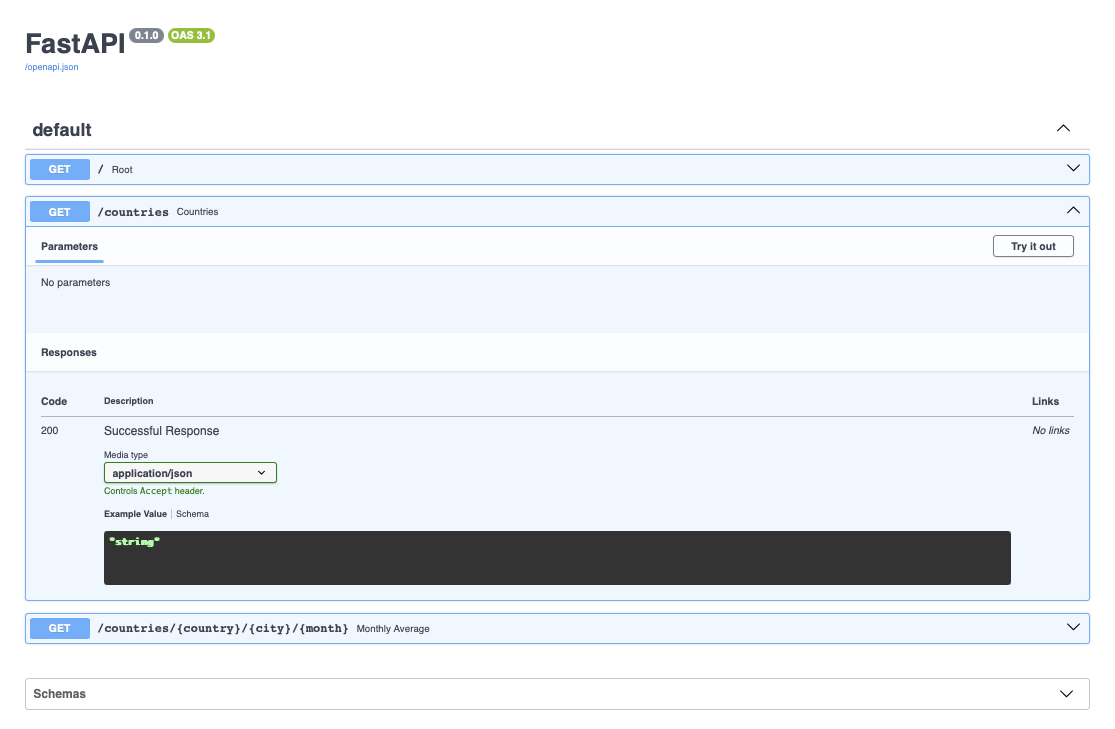 FastAPI 0.1.0 OAS 3.1
/openapi.json
default
GET / Root
GET /countries Countries
Parameters Try it out
No parameters
Responses
Code Description Links
200 Successful Response No links
Media type
application/json
Controls Accept header.
Example Value Schema
"string"
GET /countries/{country}/{city}/{month} Monthly Average
Schemas